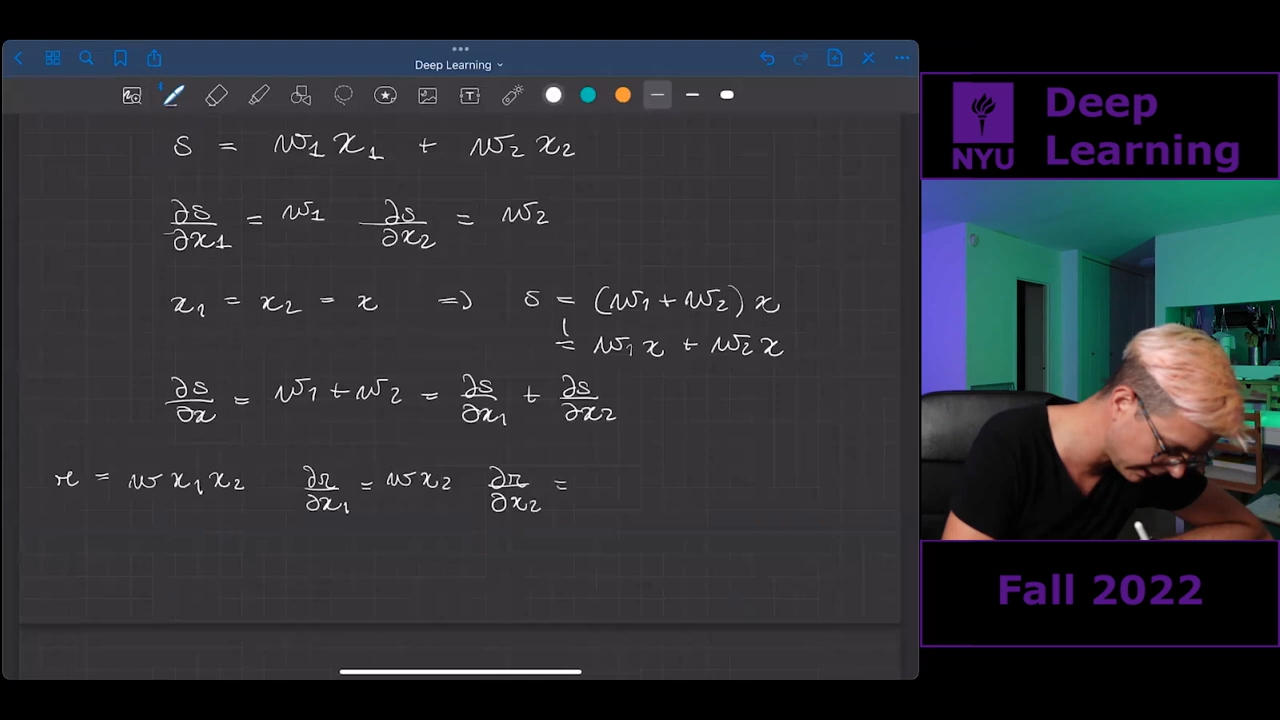 Deep Learning
s = w₁ x₁ + w₂ x₂
∂s/∂x₁ = w₁ ∂s/∂x₂ = w₂
x₁ = x₂ = x => s = (w₁ + w₂) x
= w₁ x + w₂ x
∂s/∂x = w₁ + w₂ = ∂s/∂x₁ + ∂s/∂x₂
r = w x₁ x₂ ∂r/∂x₁ = w x₂ ∂r/∂x₂ =
NYU
Deep
Learning
Fall 2022